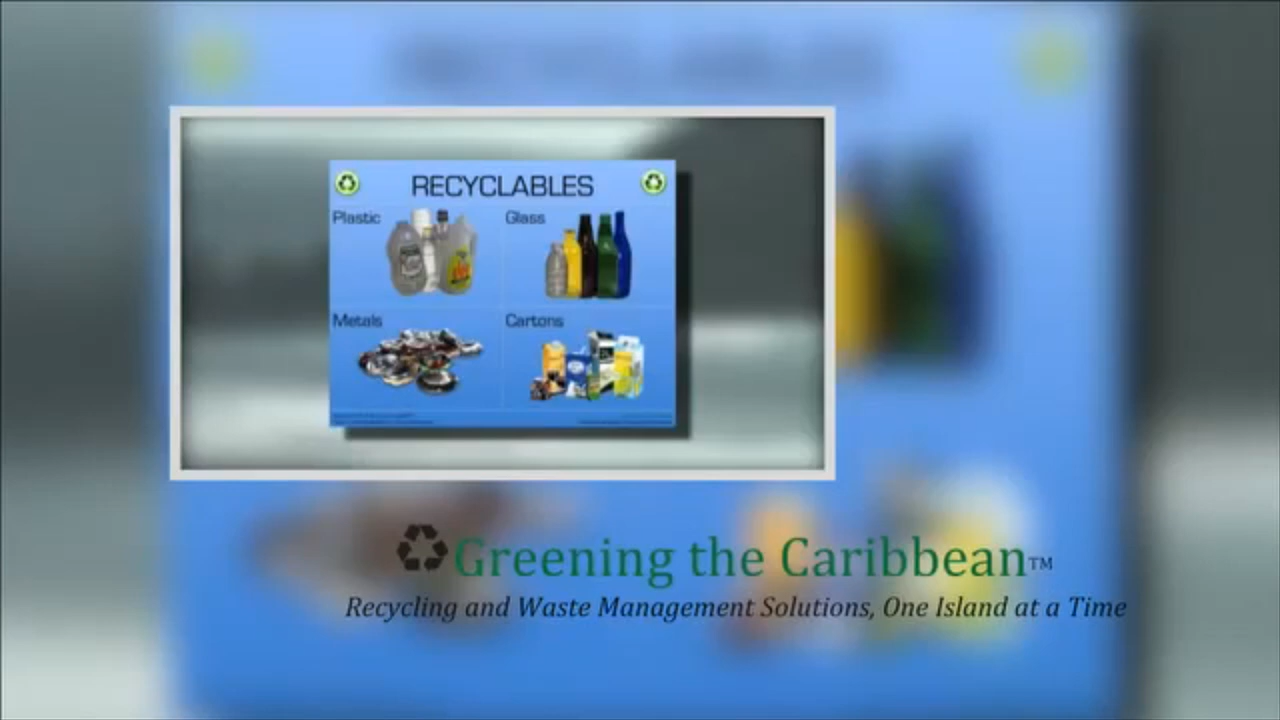 RECYCLABLES
Plastic
Glass
Metals
Cartons
Greening the Caribbean™
Recycling and Waste Management Solutions, One Island at a Time